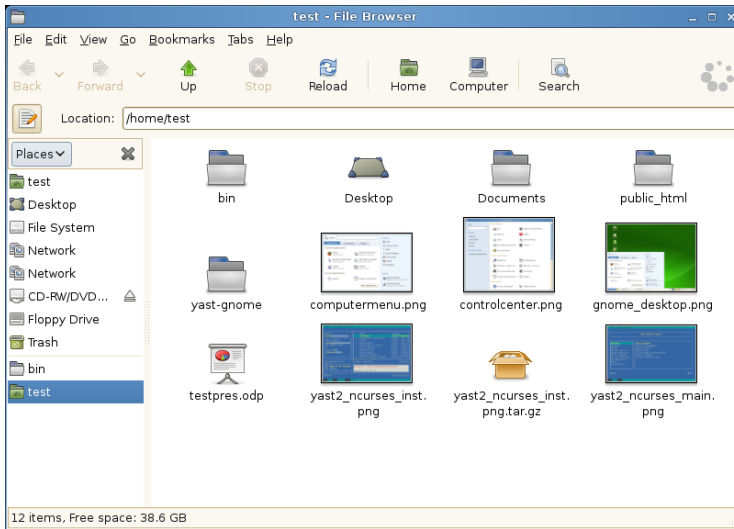 test - File Browser
File Edit View Go Bookmarks Tabs Help
Back Forward Up Stop Reload Home Computer Search
Location: /home/test
Places
test
Desktop
File System
Network
Network
CD-RW/DVD...
Floppy Drive
Trash
bin
test
bin Desktop Documents public_html
yast-gnome computermenu.png controlcenter.png gnome_desktop.png
testpres.odp yast2_ncurses_inst. yast2_ncurses_inst. yast2_ncurses_main.
png png.tar.gz png
12 items, Free space: 38.6 GB